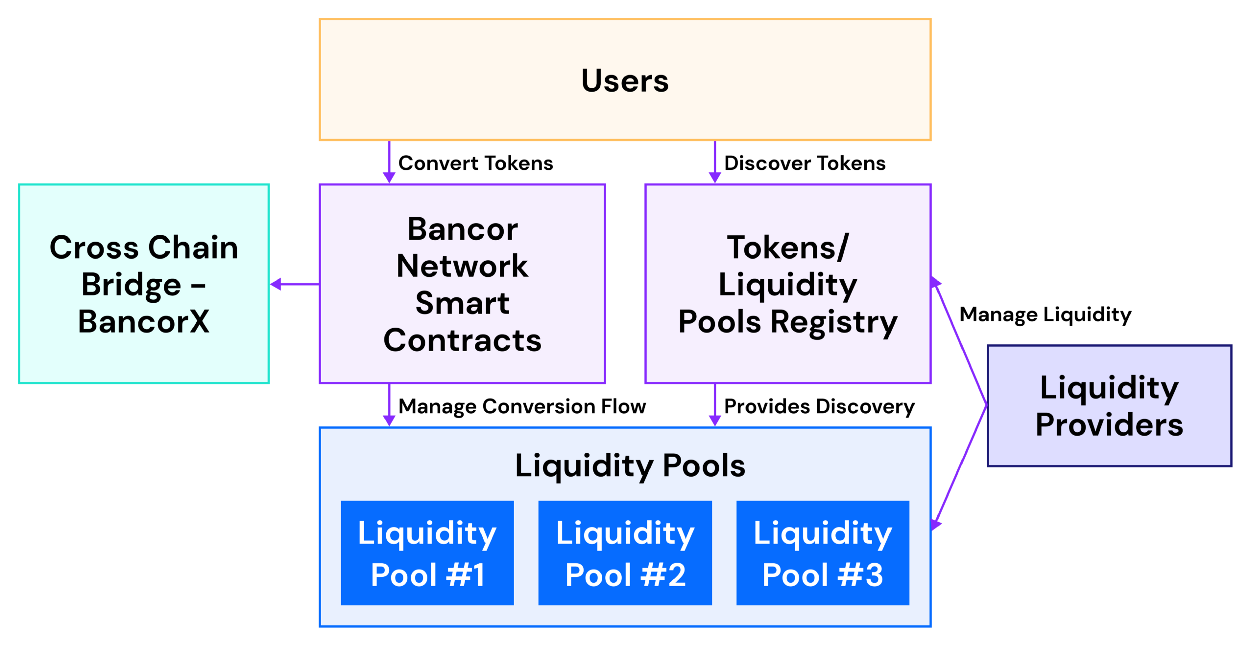 Users
Convert Tokens
Discover Tokens
Cross Chain
Bridge -
BancorX
Bancor
Network
Smart
Contracts
Tokens/
Liquidity
Pools Registry
Manage Liquidity
Liquidity
Providers
Manage Conversion Flow
Provides Discovery
Liquidity Pools
Liquidity
Pool #1
Liquidity
Pool #2
Liquidity
Pool #3